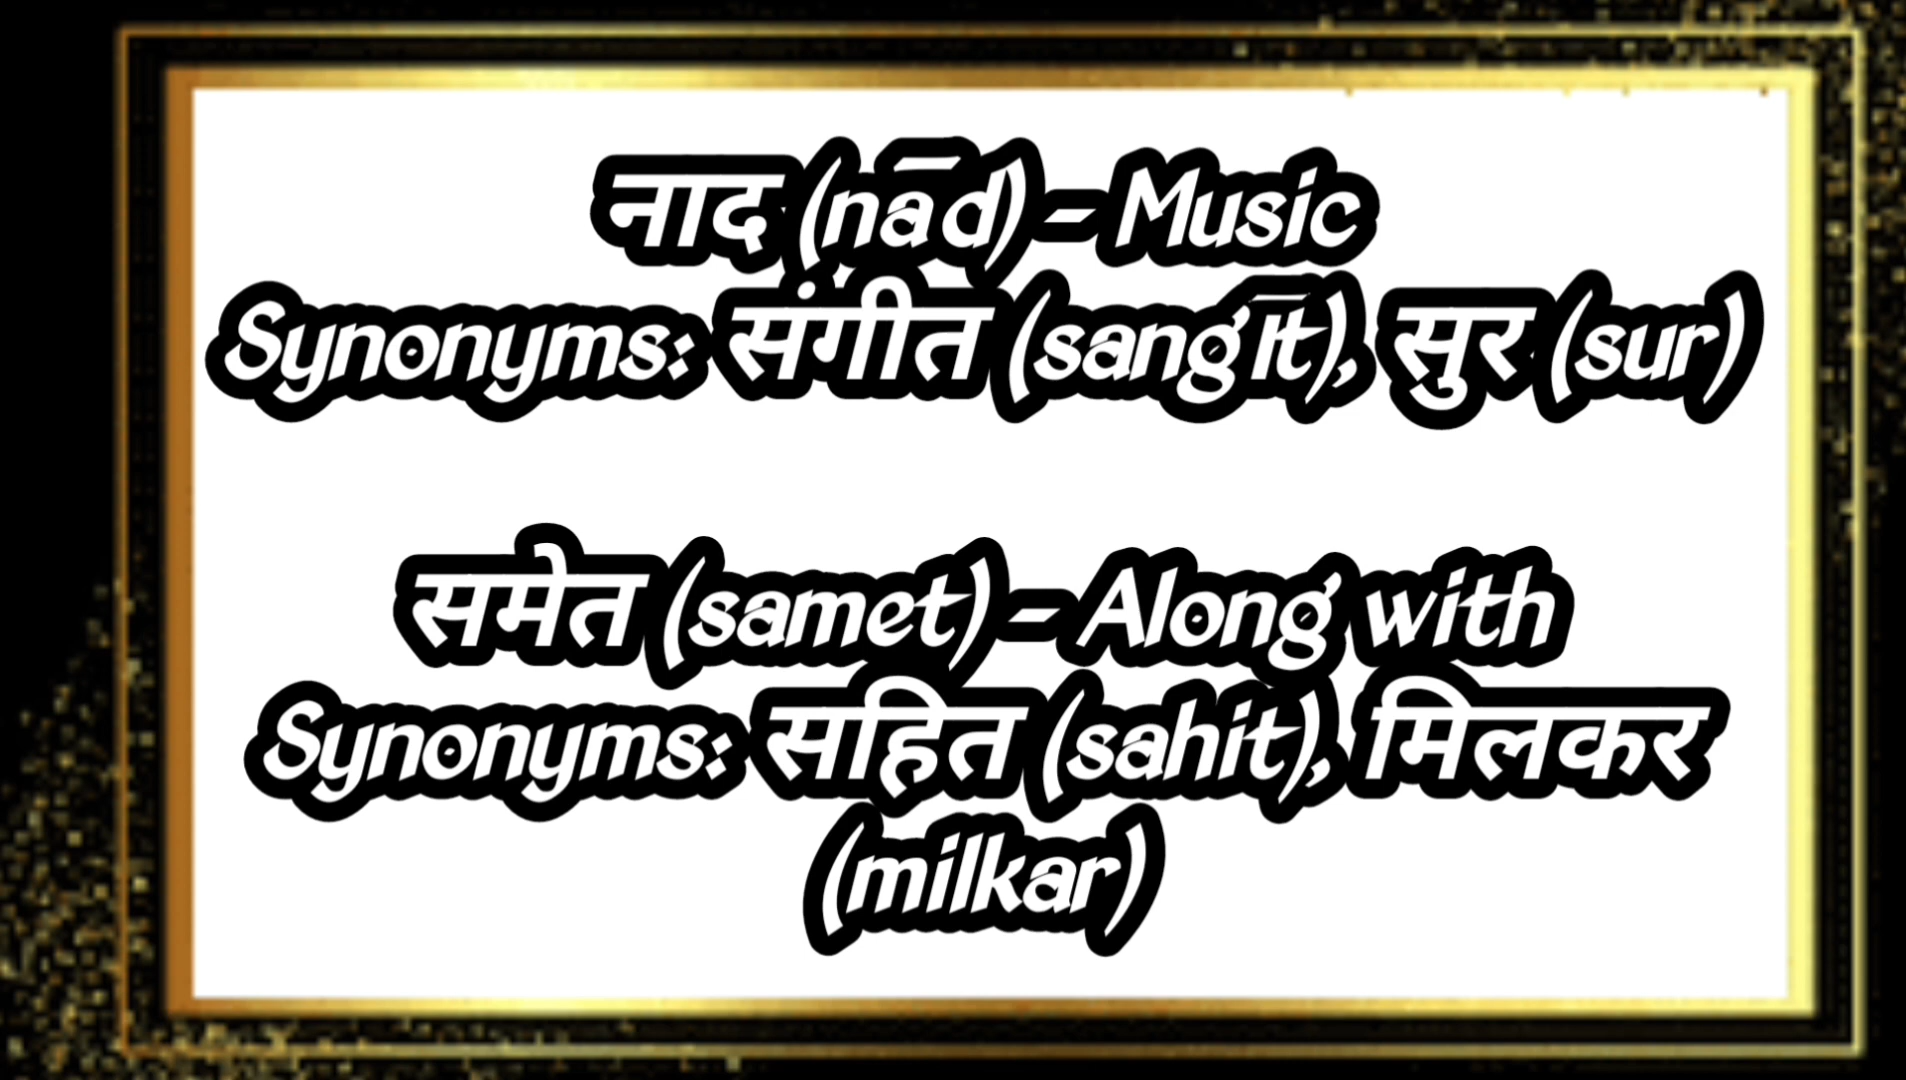 नाद (nād) - Music
Synonyms: संगीत (sangīt), सुर (sur)
समेत (samet) - Along with
Synonyms: सहित (sahit), मिलकर
(milkar)